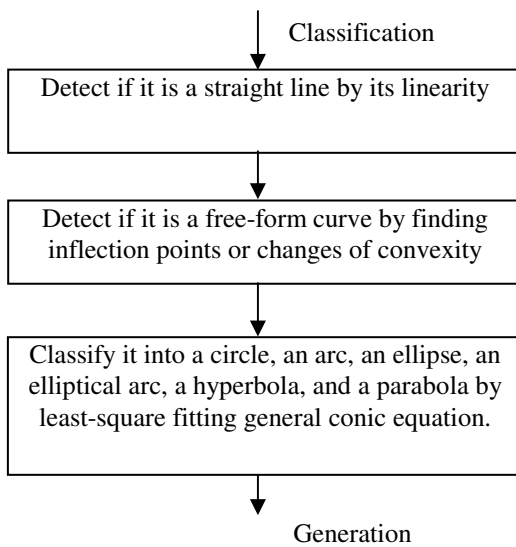 Classification
Detect if it is a straight line by its linearity
Detect if it is a free-form curve by finding
inflection points or changes of convexity
Classify it into a circle, an arc, an ellipse, an
elliptical arc, a hyperbola, and a parabola by
least-square fitting general conic equation.
Generation